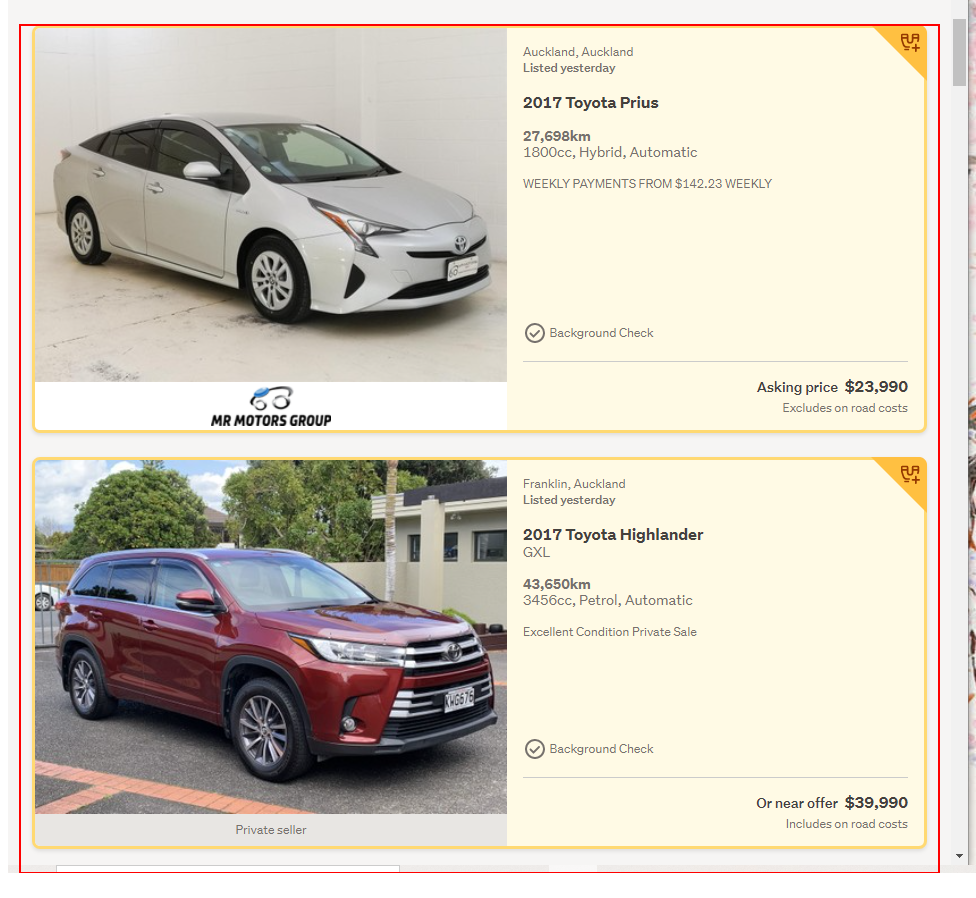 Auckland, Auckland
Listed yesterday
2017 Toyota Prius
27,698km
1800cc, Hybrid, Automatic
WEEKLY PAYMENTS FROM $142.23 WEEKLY
Background Check
Asking price $23,990
Excludes on road costs
MR MOTORS GROUP
Franklin, Auckland
Listed yesterday
2017 Toyota Highlander
GXL
43,650km
3456cc, Petrol, Automatic
Excellent Condition Private Sale
KWG676
Background Check
Or near offer $39,990
Includes on road costs
Private seller